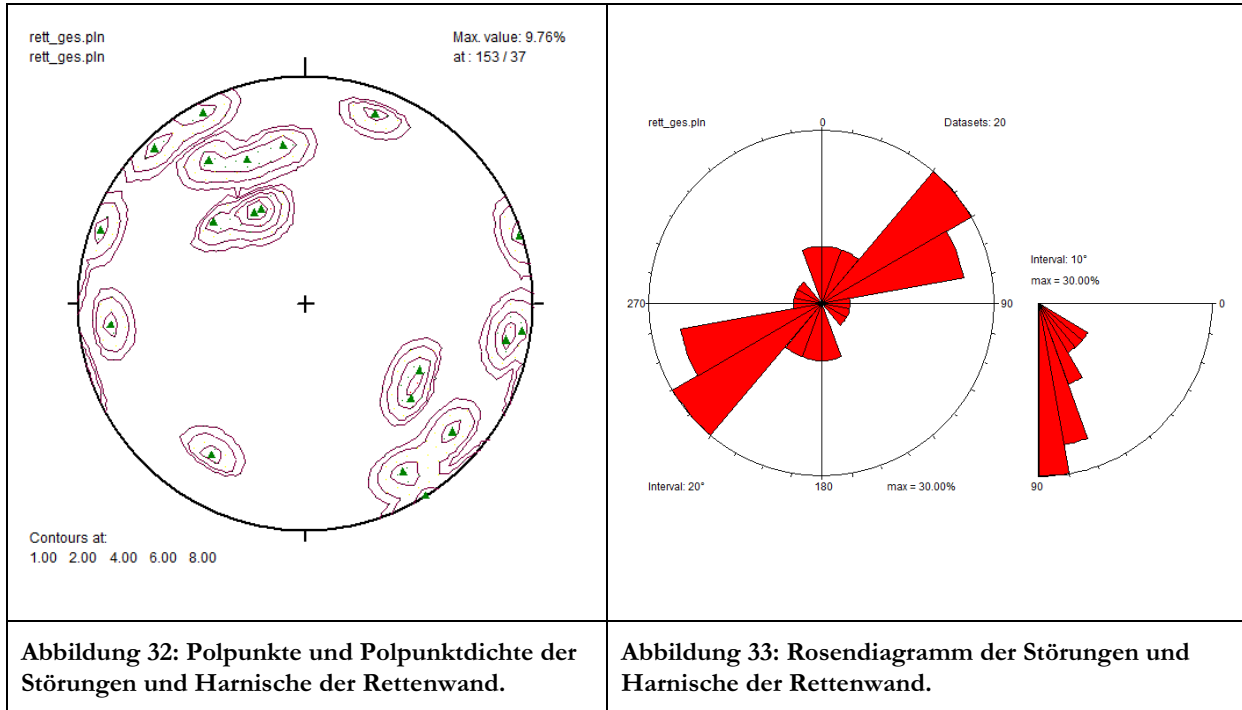 rett_ges.pln
rett_ges.pln
Max. value: 9.76%
at : 153 / 37
Contours at:
1.00 2.00 4.00 6.00 8.00
rett_ges.pln
0
Datasets: 20
270
90
Interval: 20°
180
max = 30.00%
Interval: 10°
max = 30.00%
0
90
Abbildung 32: Polpunkte und Polpunktdichte der
Störungen und Harnische der Rettenwand.
Abbildung 33: Rosendiagramm der Störungen und
Harnische der Rettenwand.